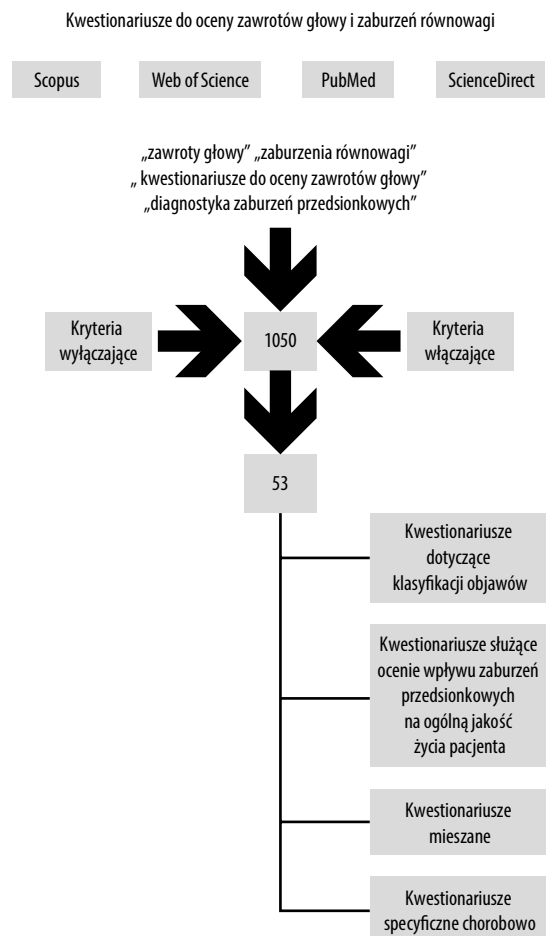 Kwestionariusze do oceny zawrotów głowy i zaburzeń równowagi
Scopus
Web of Science
PubMed
ScienceDirect
„zawroty głowy” „zaburzenia równowagi”
„ kwestionariusze do oceny zawrotów głowy”
„diagnostyka zaburzeń przedsionkowych”
Kryteria
wyłączające
1050
Kryteria
włączające
53
Kwestionariusze
dotyczące
klasyfikacji objawów
Kwestionariusze służące
ocenie wpływu zaburzeń
przedsionkowych
na ogólną jakość
życia pacjenta
Kwestionariusze
mieszane
Kwestionariusze
specyficzne chorobowo